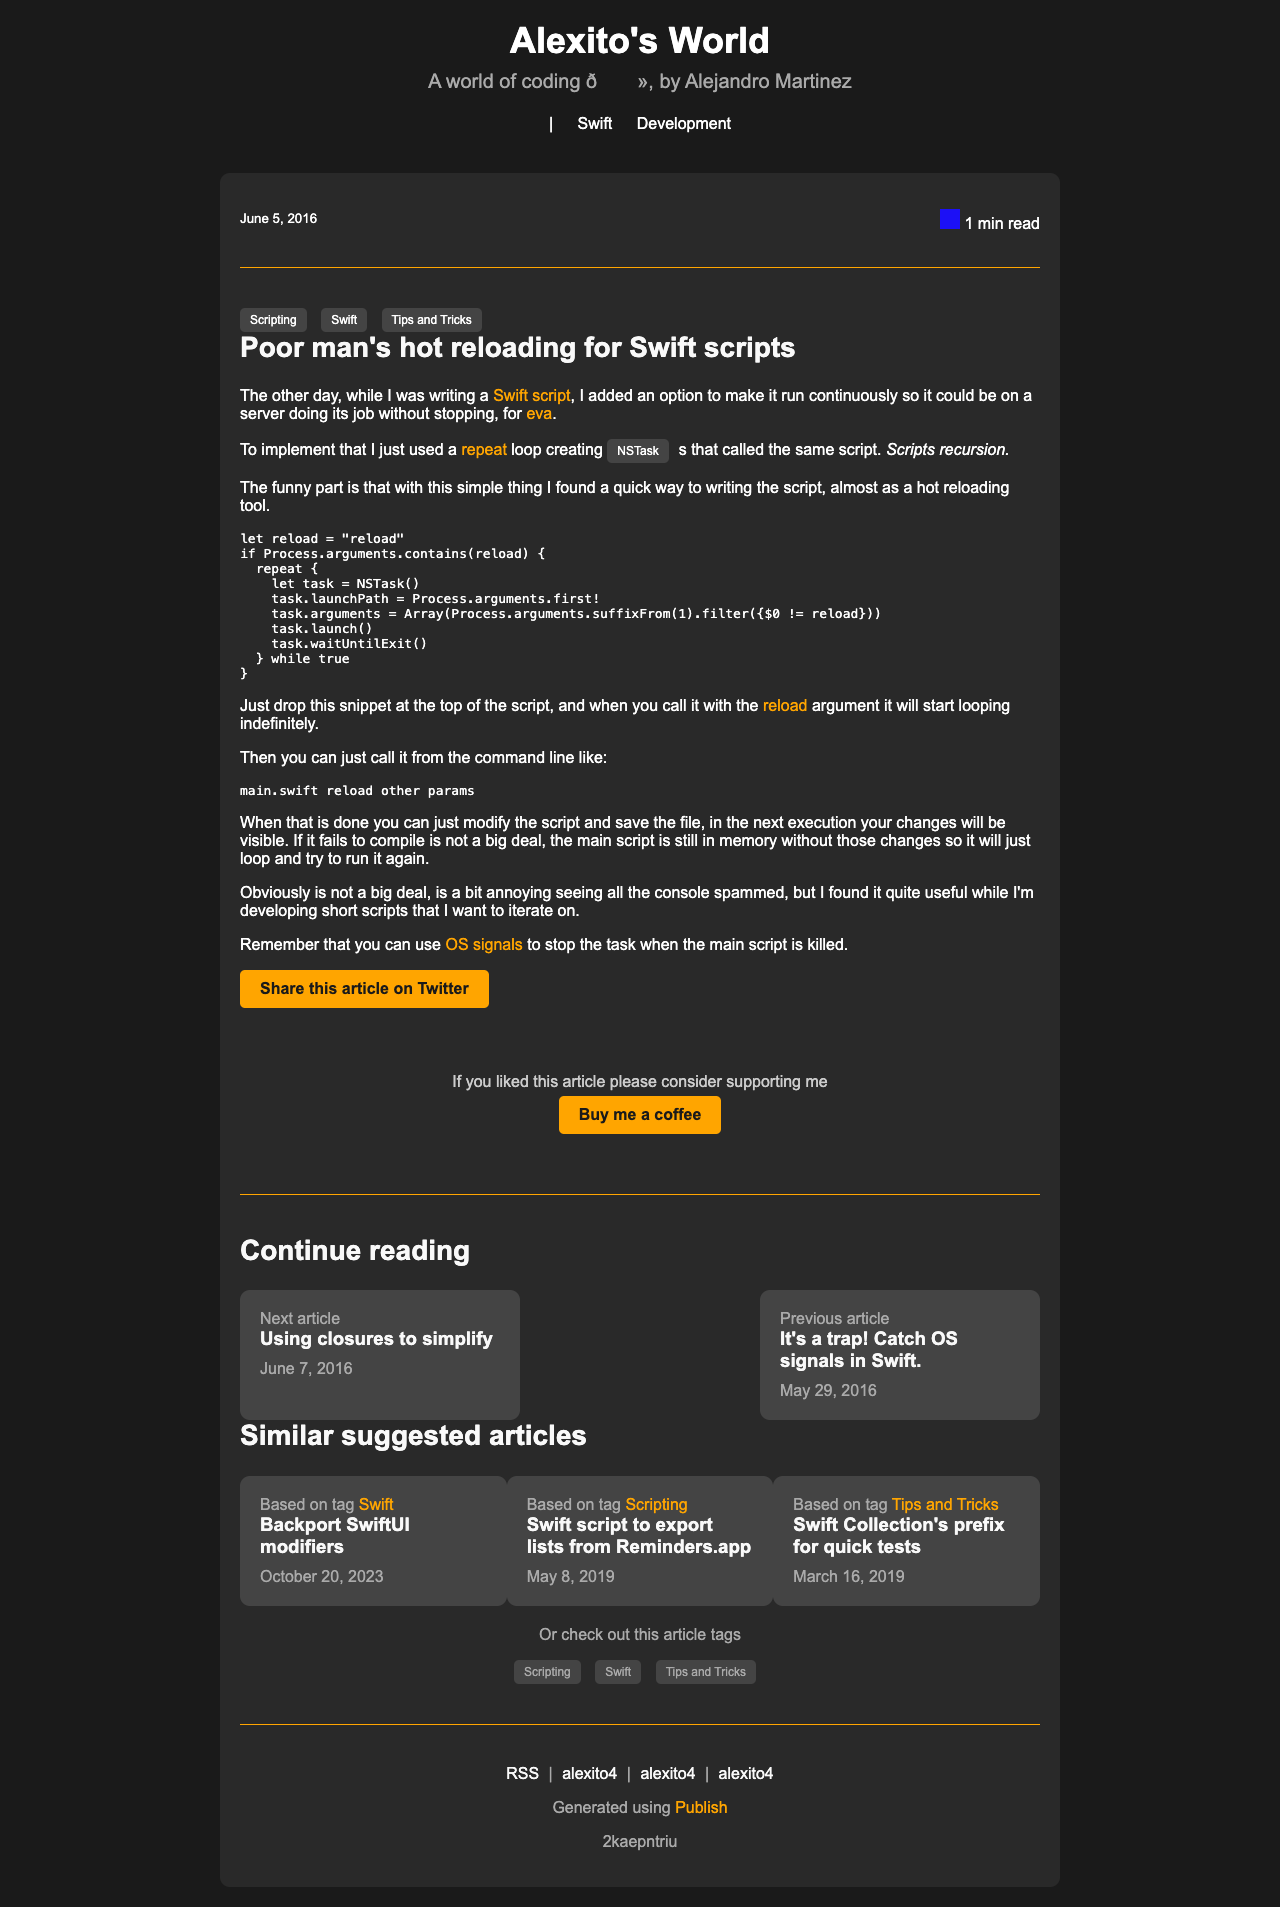 Alexito's World
A world of coding ð », by Alejandro Martinez
| Swift Development
June 5, 2016
1 min read
Scripting Swift Tips and Tricks
Poor man's hot reloading for Swift scripts
The other day, while I was writing a Swift script, I added an option to make it run continuously so it could be on a
server doing its job without stopping, for eva.
To implement that I just used a repeat loop creating NSTask s that called the same script. Scripts recursion.
The funny part is that with this simple thing I found a quick way to writing the script, almost as a hot reloading
tool.
let reload = "reload"
if Process.arguments.contains(reload) {
  repeat {
    let task = NSTask()
    task.launchPath = Process.arguments.first!
    task.arguments = Array(Process.arguments.suffixFrom(1).filter({$0 != reload}))
    task.launch()
    task.waitUntilExit()
  } while true
}
Just drop this snippet at the top of the script, and when you call it with the reload argument it will start looping
indefinitely.
Then you can just call it from the command line like:
main.swift reload other params
When that is done you can just modify the script and save the file, in the next execution your changes will be
visible. If it fails to compile is not a big deal, the main script is still in memory without those changes so it will just
loop and try to run it again.
Obviously is not a big deal, is a bit annoying seeing all the console spammed, but I found it quite useful while I'm
developing short scripts that I want to iterate on.
Remember that you can use OS signals to stop the task when the main script is killed.
Share this article on Twitter
If you liked this article please consider supporting me
Buy me a coffee
Continue reading
Next article
Using closures to simplify
June 7, 2016
Previous article
It's a trap! Catch OS
signals in Swift.
May 29, 2016
Similar suggested articles
Based on tag Swift
Backport SwiftUI
modifiers
October 20, 2023
Based on tag Scripting
Swift script to export
lists from Reminders.app
May 8, 2019
Based on tag Tips and Tricks
Swift Collection's prefix
for quick tests
March 16, 2019
Or check out this article tags
Scripting Swift Tips and Tricks
RSS | alexito4 | alexito4 | alexito4
Generated using Publish
2kaepntriu